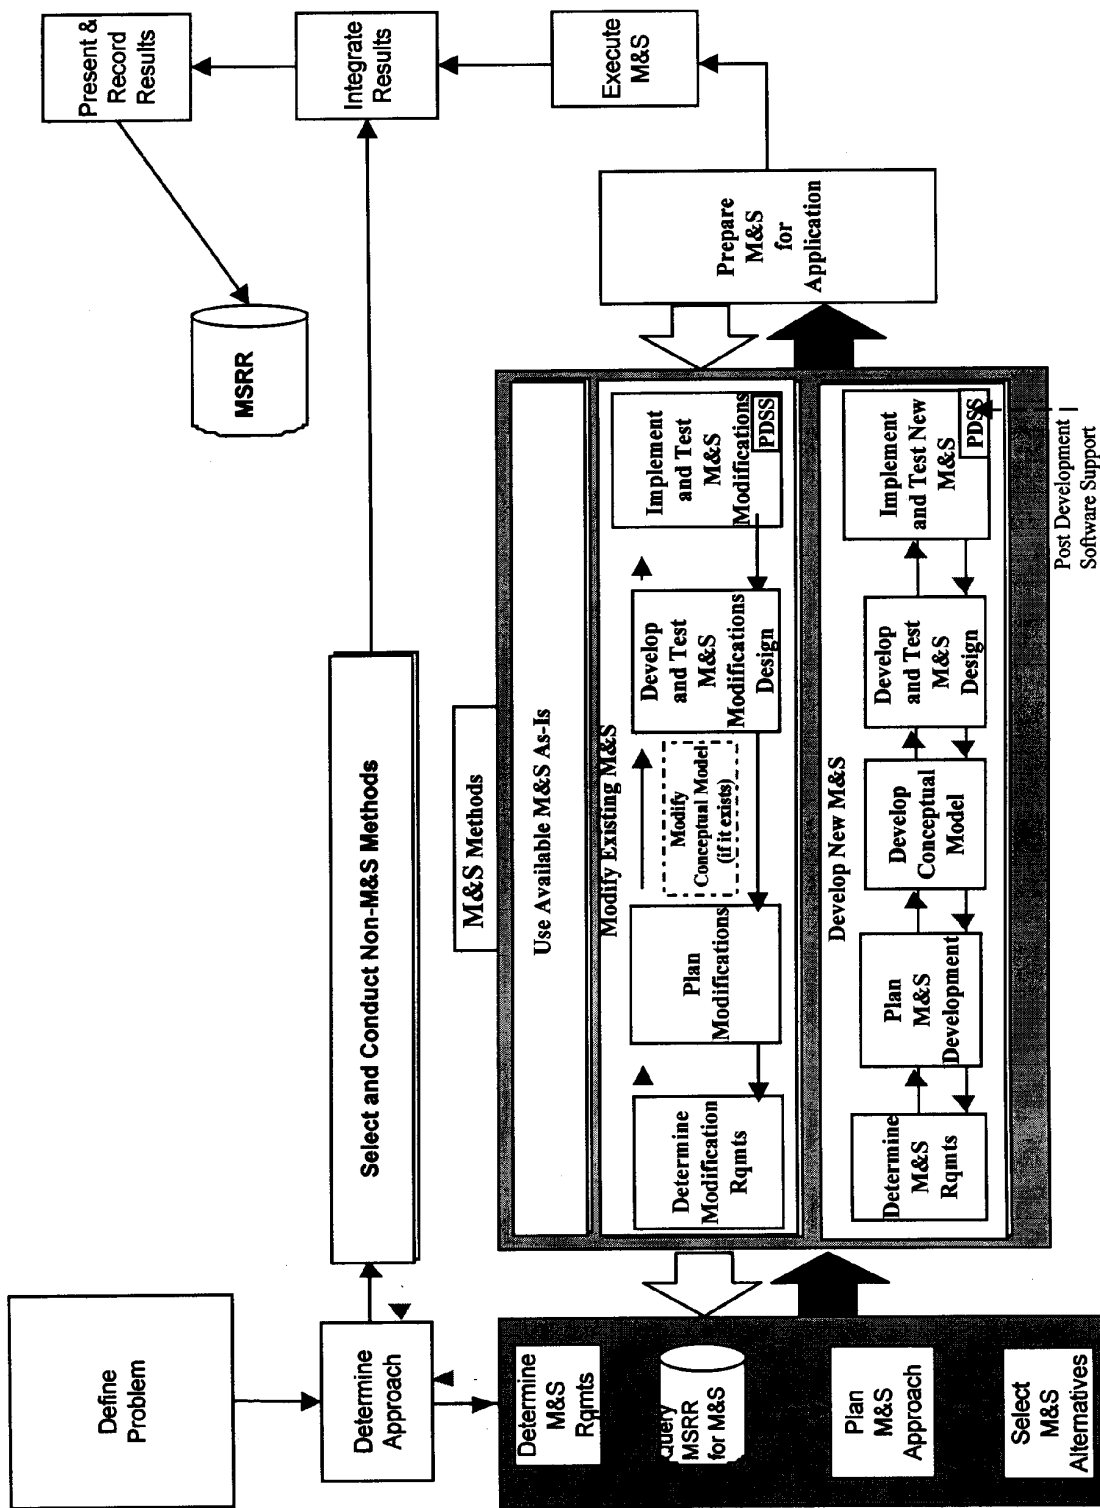 Define
Problem
Determine
Approach
Select and Conduct Non-M&S Methods
Integrate
Results
Present &
Record
Results
MSRR
Execute
M&S
Determine
M&S
Rqmts
Query
MSRR
for M&S
Plan
M&S
Approach
Select
M&S
Alternatives
M&S Methods
Use Available M&S As-Is
Modify Existing M&S
Determine
Modification
Rqmts
Plan
Modifications
Modify
Conceptual Model
(if it exists)
Develop
and Test
M&S
Modifications
Design
Implement
and Test
M&S
Modifications
PDSS
Develop New M&S
Determine
M&S
Rqmts
Plan
M&S
Development
Develop
Conceptual
Model
Develop
and Test
M&S
Design
Implement
and Test New
M&S
PDSS
Prepare
M&S
for
Application
Post Development
Software Support